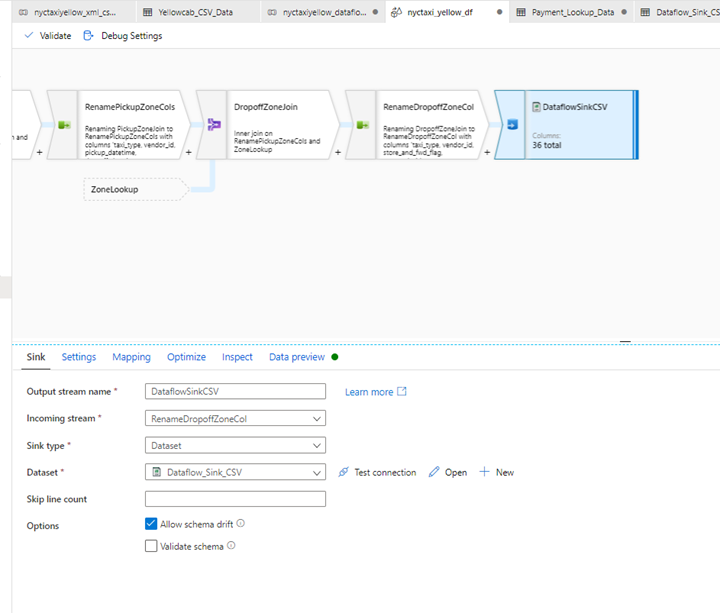 nyctaxiyellow_xml_cs...
Yellowcab_CSV_Data
nyctaxiyellow_dataflo...
nyctaxi_yellow_df
Payment_Lookup_Data
Dataflow_Sink_CS
Validate
Debug Settings
in and
RenamePickupZoneCols
Renaming PickupZoneJoin to
RenamePickupZoneCols with
columns 'taxi_type, vendor_id,
pickup_datetime,
DropoffZoneJoin
Inner join on
RenamePickupZoneCols and
ZoneLookup
RenameDropoffZoneCol
Renaming DropoffZoneJoin to
RenameDropoffZoneCol with
columns 'taxi_type, vendor_id,
store_and_fwd_flag,
DataflowSinkCSV
Columns:
36 total
+
+
+
+
ZoneLookup
Sink
Settings
Mapping
Optimize
Inspect
Data preview
Output stream name *
DataflowSinkCSV
Learn more
Incoming stream *
RenameDropoffZoneCol
Sink type *
Dataset
Dataset *
Dataflow_Sink_CSV
Test connection
Open
New
Skip line count
Options
Allow schema drift
Validate schema